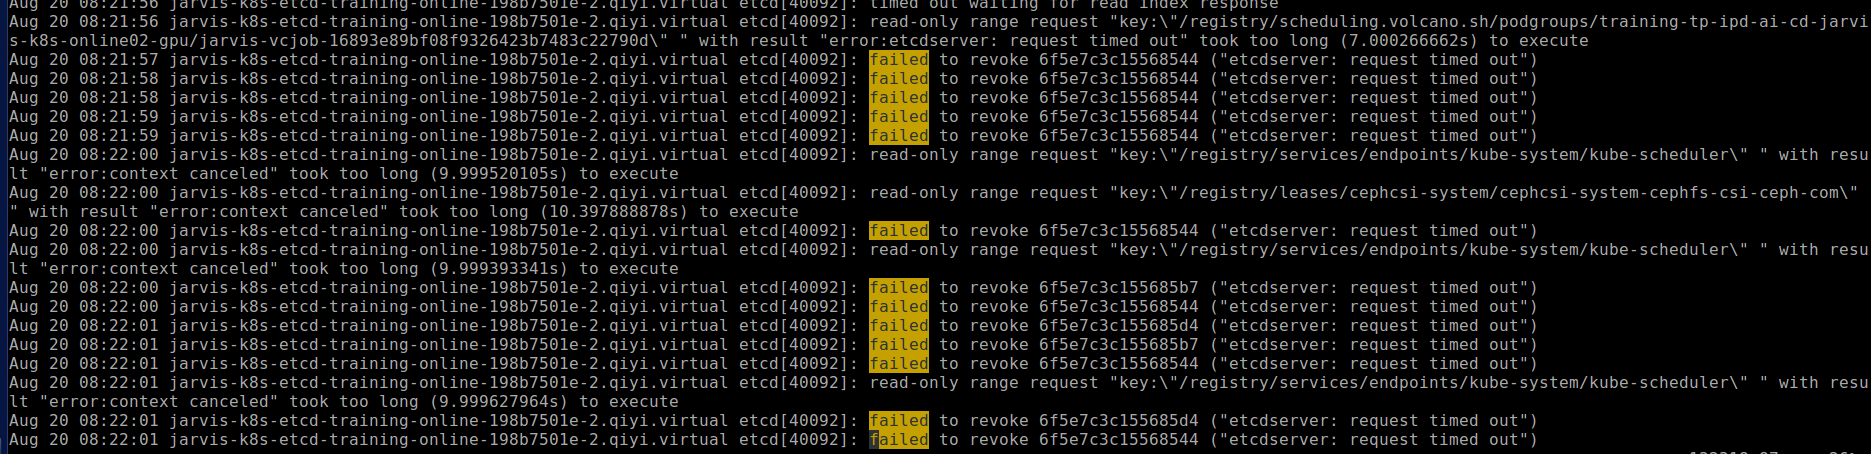 Aug 20 08:21:56 jarvis-k8s-etcd-training-online-198b7501e-2.qiyi.virtual etcd[40092]: timed out waiting for read index response
Aug 20 08:21:56 jarvis-k8s-etcd-training-online-198b7501e-2.qiyi.virtual etcd[40092]: read-only range request "key:\"/registry/scheduling.volcano.sh/podgroups/training-tp-ipd-ai-cd-jarvi
s-k8s-online02-gpu/jarvis-vcjob-16893e89bf08f9326423b7483c22790d\" " with result "error:etcdserver: request timed out" took too long (7.000266662s) to execute
Aug 20 08:21:57 jarvis-k8s-etcd-training-online-198b7501e-2.qiyi.virtual etcd[40092]: failed to revoke 6f5e7c3c15568544 ("etcdserver: request timed out")
Aug 20 08:21:58 jarvis-k8s-etcd-training-online-198b7501e-2.qiyi.virtual etcd[40092]: failed to revoke 6f5e7c3c15568544 ("etcdserver: request timed out")
Aug 20 08:21:58 jarvis-k8s-etcd-training-online-198b7501e-2.qiyi.virtual etcd[40092]: failed to revoke 6f5e7c3c15568544 ("etcdserver: request timed out")
Aug 20 08:21:59 jarvis-k8s-etcd-training-online-198b7501e-2.qiyi.virtual etcd[40092]: failed to revoke 6f5e7c3c15568544 ("etcdserver: request timed out")
Aug 20 08:21:59 jarvis-k8s-etcd-training-online-198b7501e-2.qiyi.virtual etcd[40092]: failed to revoke 6f5e7c3c15568544 ("etcdserver: request timed out")
Aug 20 08:22:00 jarvis-k8s-etcd-training-online-198b7501e-2.qiyi.virtual etcd[40092]: read-only range request "key:\"/registry/services/endpoints/kube-system/kube-scheduler\" " with resu
lt "error:context canceled" took too long (9.999520105s) to execute
Aug 20 08:22:00 jarvis-k8s-etcd-training-online-198b7501e-2.qiyi.virtual etcd[40092]: read-only range request "key:\"/registry/leases/cephcsi-system/cephcsi-system-cephfs-csi-ceph-com\"
" with result "error:context canceled" took too long (10.397888878s) to execute
Aug 20 08:22:00 jarvis-k8s-etcd-training-online-198b7501e-2.qiyi.virtual etcd[40092]: failed to revoke 6f5e7c3c15568544 ("etcdserver: request timed out")
Aug 20 08:22:00 jarvis-k8s-etcd-training-online-198b7501e-2.qiyi.virtual etcd[40092]: read-only range request "key:\"/registry/services/endpoints/kube-system/kube-scheduler\" " with resu
lt "error:context canceled" took too long (9.999393341s) to execute
Aug 20 08:22:00 jarvis-k8s-etcd-training-online-198b7501e-2.qiyi.virtual etcd[40092]: failed to revoke 6f5e7c3c155685b7 ("etcdserver: request timed out")
Aug 20 08:22:00 jarvis-k8s-etcd-training-online-198b7501e-2.qiyi.virtual etcd[40092]: failed to revoke 6f5e7c3c15568544 ("etcdserver: request timed out")
Aug 20 08:22:01 jarvis-k8s-etcd-training-online-198b7501e-2.qiyi.virtual etcd[40092]: failed to revoke 6f5e7c3c155685d4 ("etcdserver: request timed out")
Aug 20 08:22:01 jarvis-k8s-etcd-training-online-198b7501e-2.qiyi.virtual etcd[40092]: failed to revoke 6f5e7c3c155685b7 ("etcdserver: request timed out")
Aug 20 08:22:01 jarvis-k8s-etcd-training-online-198b7501e-2.qiyi.virtual etcd[40092]: failed to revoke 6f5e7c3c15568544 ("etcdserver: request timed out")
Aug 20 08:22:01 jarvis-k8s-etcd-training-online-198b7501e-2.qiyi.virtual etcd[40092]: read-only range request "key:\"/registry/services/endpoints/kube-system/kube-scheduler\" " with resu
lt "error:context canceled" took too long (9.999627964s) to execute
Aug 20 08:22:01 jarvis-k8s-etcd-training-online-198b7501e-2.qiyi.virtual etcd[40092]: failed to revoke 6f5e7c3c155685d4 ("etcdserver: request timed out")
Aug 20 08:22:01 jarvis-k8s-etcd-training-online-198b7501e-2.qiyi.virtual etcd[40092]: failed to revoke 6f5e7c3c15568544 ("etcdserver: request timed out")